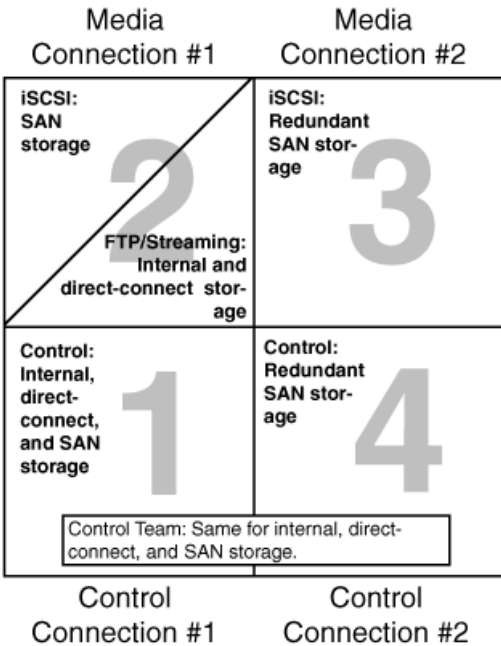 Media
Connection #1
Media
Connection #2
iSCSI:
SAN
storage
2
FTP/Streaming:
Internal and
direct-connect stor-
age
iSCSI:
Redundant
SAN stor-
age
3
Control:
Internal,
direct-
connect,
and SAN
storage
1
Control:
Redundant
SAN stor-
age
4
Control Team: Same for internal, direct-
connect, and SAN storage.
Control
Connection #1
Control
Connection #2